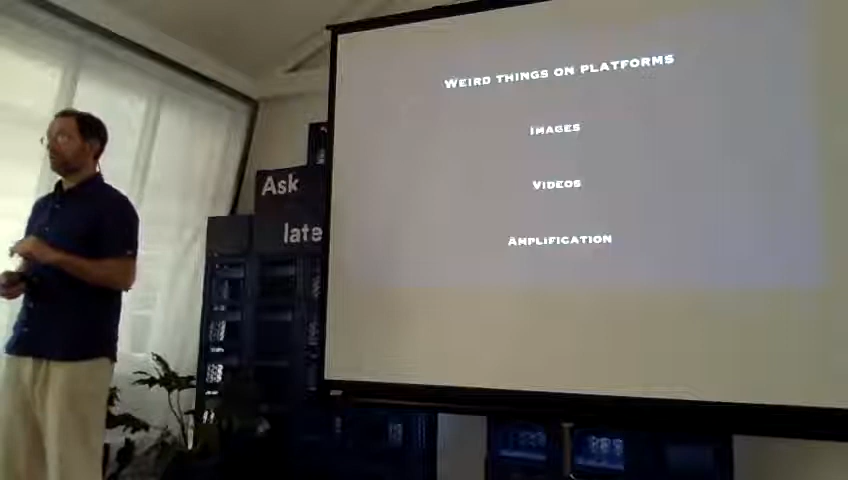 Weird things on platforms
Images
Videos
Amplification
Ask
late